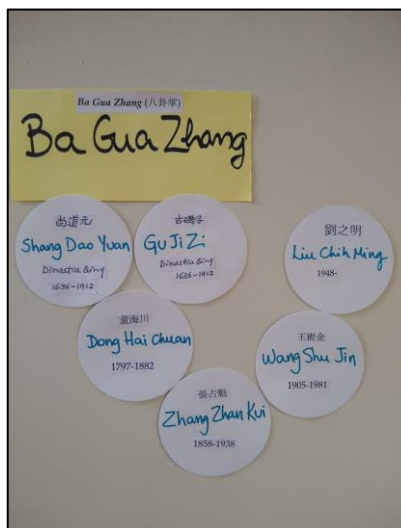 Ba Gua Zhang (八卦掌)
Ba Gua Zhang
尚道元
Shang Dao Yuan
Dinastia Qing
1636-1912
古磯子
Gu Ji Zi
Dinastia Qing
1636-1912
劉之明
Liu Chih Ming
1948-
董海川
Dong Hai Chuan
1797-1882
王樹金
Wang Shu Jin
1905-1981
張占魁
Zhang Zhan Kui
1858-1938